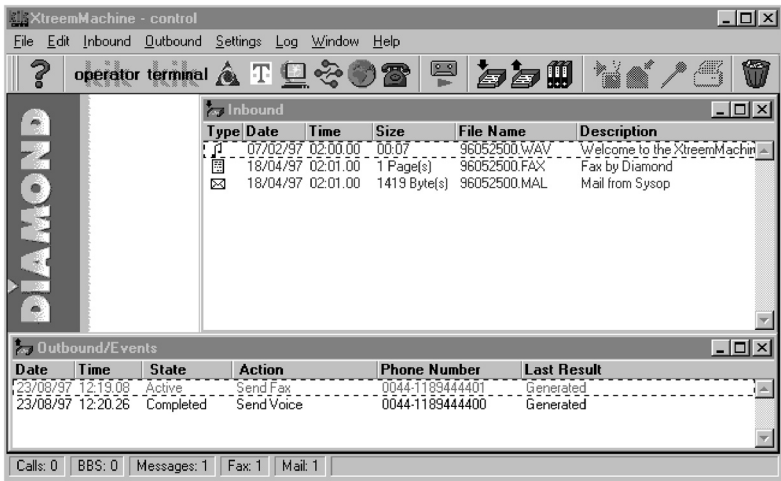 XtreemMachine - control
File Edit Inbound Outbound Settings Log Window Help
? operator terminal T
DIAMOND
Inbound
Type Date Time Size File Name Description
07/02/97 02:00.00 00:07 96052500.WAV Welcome to the XtreemMachin
18/04/97 02:01.00 1 Page(s) 96052500.FAX Fax by Diamond
18/04/97 02:01.00 1419 Byte(s) 96052500.MAL Mail from Sysop
Outbound/Events
Date Time State Action Phone Number Last Result
23/08/97 12:19.08 Active Send Fax 0044-1189444401 Generated
23/08/97 12:20.26 Completed Send Voice 0044-1189444400 Generated
Calls: 0 BBS: 0 Messages: 1 Fax: 1 Mail: 1